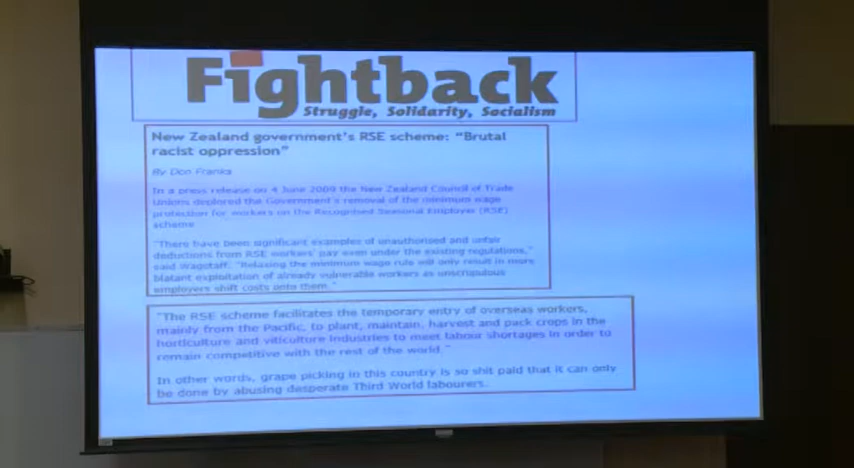 Fightback
Struggle, Solidarity, Socialism
New Zealand government's RSE scheme: "Brutal
racist oppression"
By Don Franks
In a press release on 4 June 2009 the New Zealand Council of Trade
Unions deplored the Government's removal of the minimum wage
protection for workers on the Recognised Seasonal Employer (RSE)
scheme
"There have been significant examples of unauthorised and unfair
deductions from RSE workers' pay even under the existing regulations,"
said Wagstaff. "Relaxing the minimum wage rule will only result in more
blatant exploitation of already vulnerable workers as unscrupulous
employers shift costs onto them."
"The RSE scheme facilitates the temporary entry of overseas workers,
mainly from the Pacific, to plant, maintain, harvest and pack crops in the
horticulture and viticulture industries to meet labour shortages in order to
remain competitive with the rest of the world."
In other words, grape picking in this country is so shit paid that it can only
be done by abusing desperate Third World labourers.